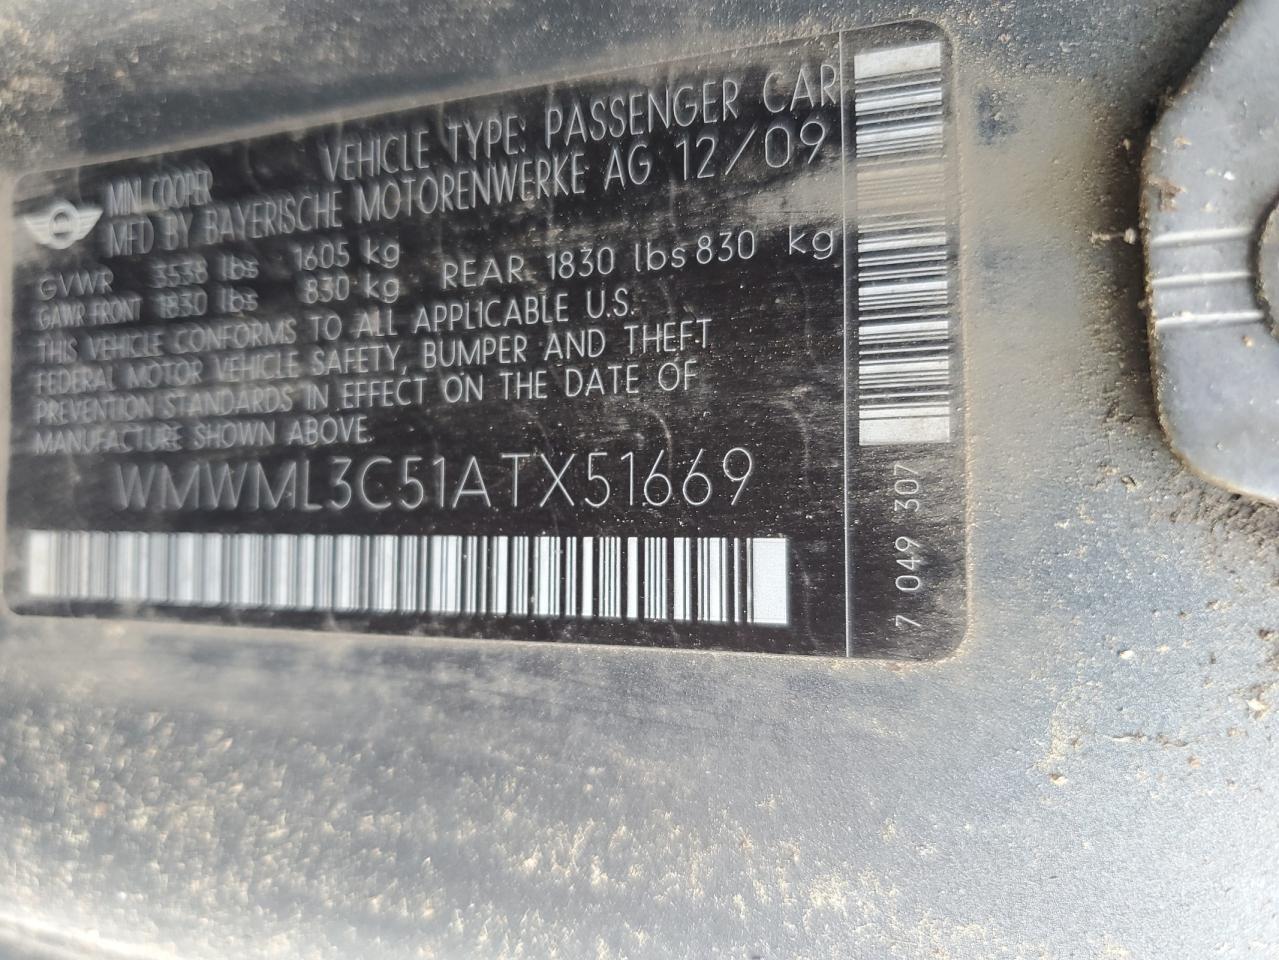 VEHICLE TYPE: PASSENGER CAR
MINI COOPER
MFD BY BAYERISCHE MOTORENWERKE AG 12/09
GVWR 3538 lbs 1605 kg
GAWR FRONT 1830 lbs 830 kg REAR 1830 lbs 830 kg
THIS VEHICLE CONFORMS TO ALL APPLICABLE U.S.
FEDERAL MOTOR VEHICLE SAFETY, BUMPER AND THEFT
PREVENTION STANDARDS IN EFFECT ON THE DATE OF
MANUFACTURE SHOWN ABOVE.
WMWML3C51ATX51669
7 049 307